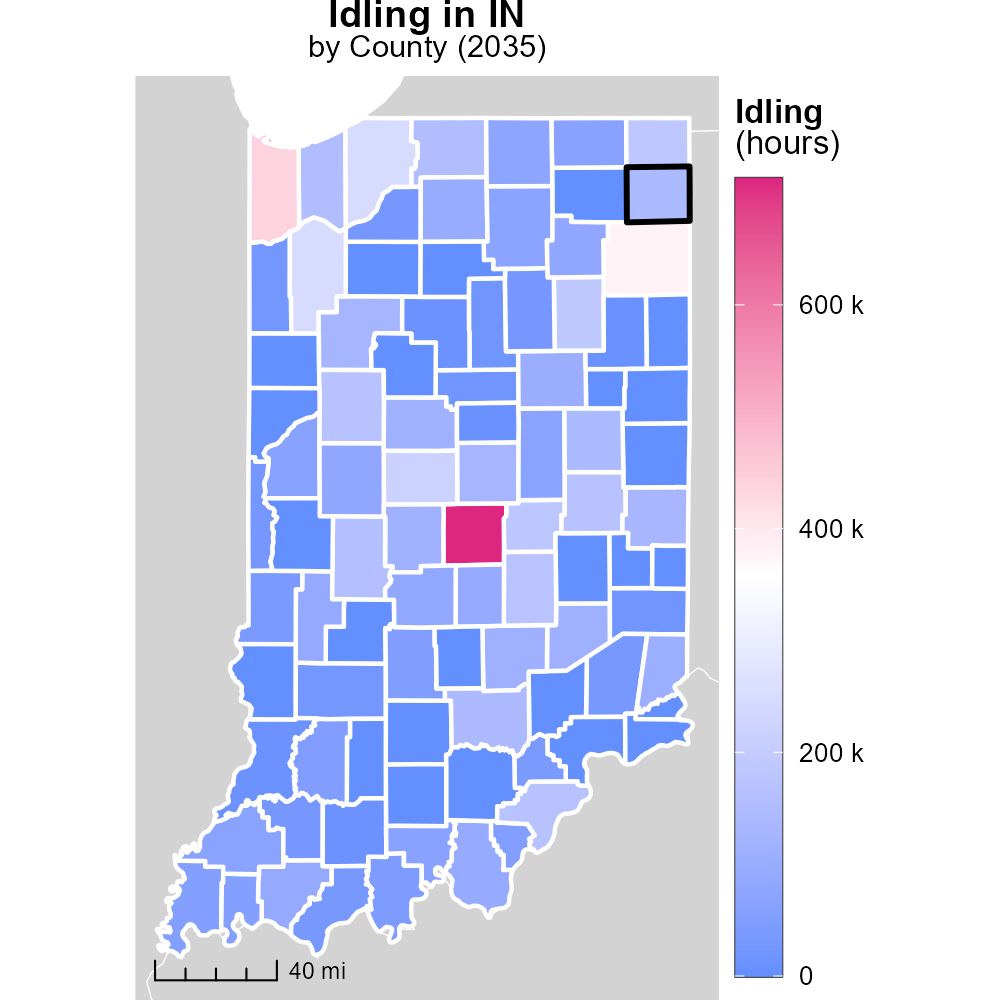 Idling in IN
by County (2035)
Idling
(hours)
600 k
400 k
200 k
0
40 mi